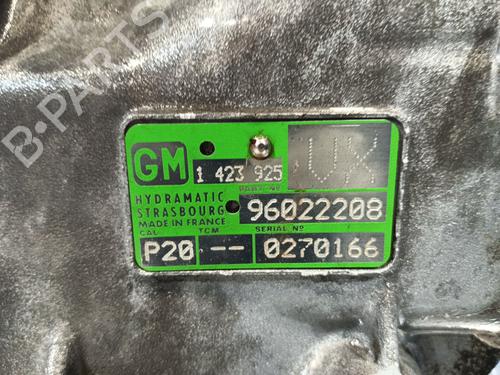 B-PARTS
GM
1 423 925
VX
PART Nº
HYDRAMATIC
STRASBOURG
96022208
MADE IN FRANCE
CAL TCM SERIAL Nº
P20 -- 0270166